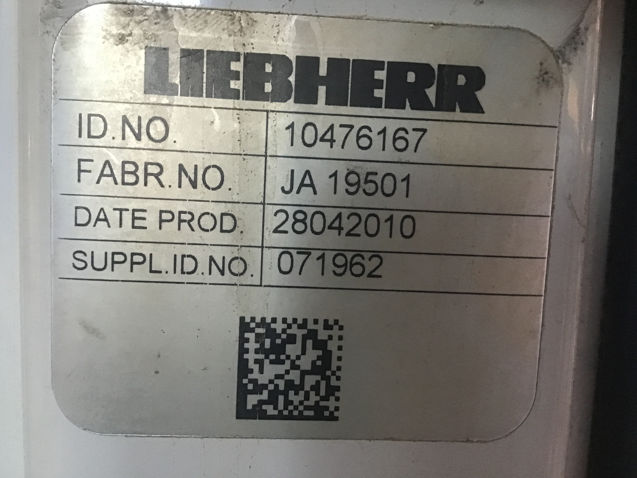 LIEBHERR
ID.NO. 10476167
FABR.NO. JA 19501
DATE PROD. 28042010
SUPPL.ID.NO. 071962